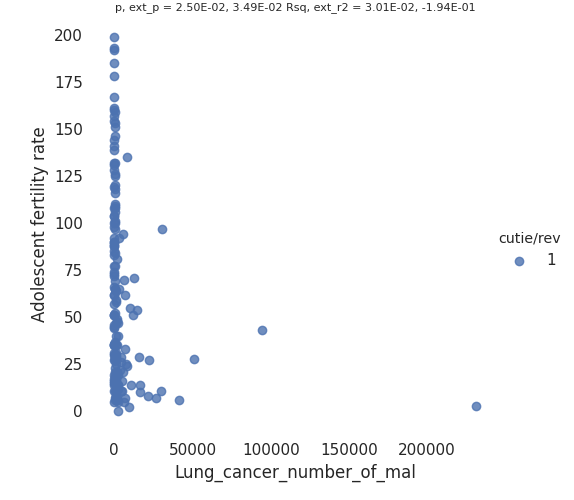 p, ext_p = 2.50E-02, 3.49E-02 Rsq, ext_r2 = 3.01E-02, -1.94E-01
200
175
150
125
100
75
50
25
0
Adolescent fertility rate
cutie/rev
1
0 50000 100000 150000 200000
Lung_cancer_number_of_mal